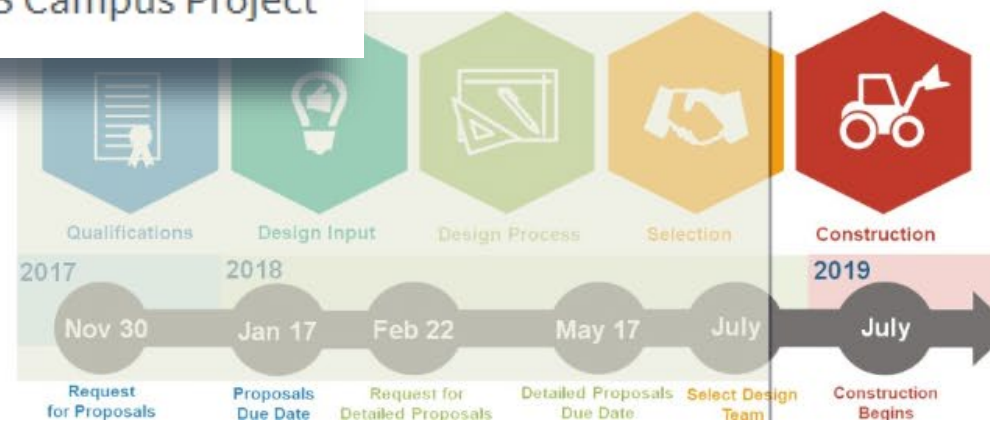 S Campus Project
Qualifications
Design Input
Design Process
Selection
Construction
2017
2018
2019
Nov 30
Jan 17
Feb 22
May 17
July
July
Request
for Proposals
Proposals
Due Date
Request for
Detailed Proposals
Detailed Proposals
Due Date
Select Design
Team
Construction
Begins